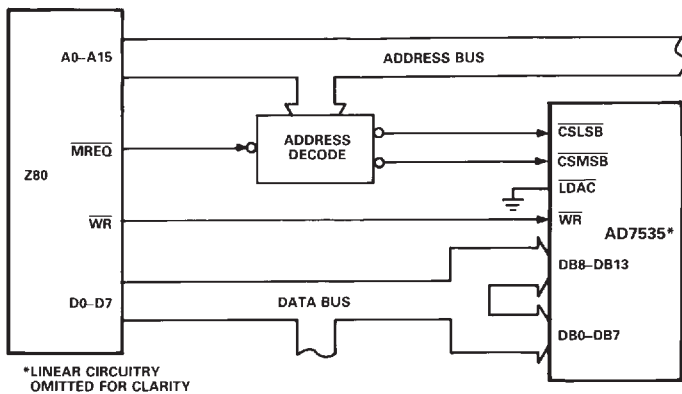 A0–A15
ADDRESS BUS
ADDRESS
DECODE
CSLSB
MREQ
CSMSB
Z80
LDAC
WR
WR
AD7535*
DB8–DB13
D0–D7
DATA BUS
DB0–DB7
*LINEAR CIRCUITRY
OMITTED FOR CLARITY